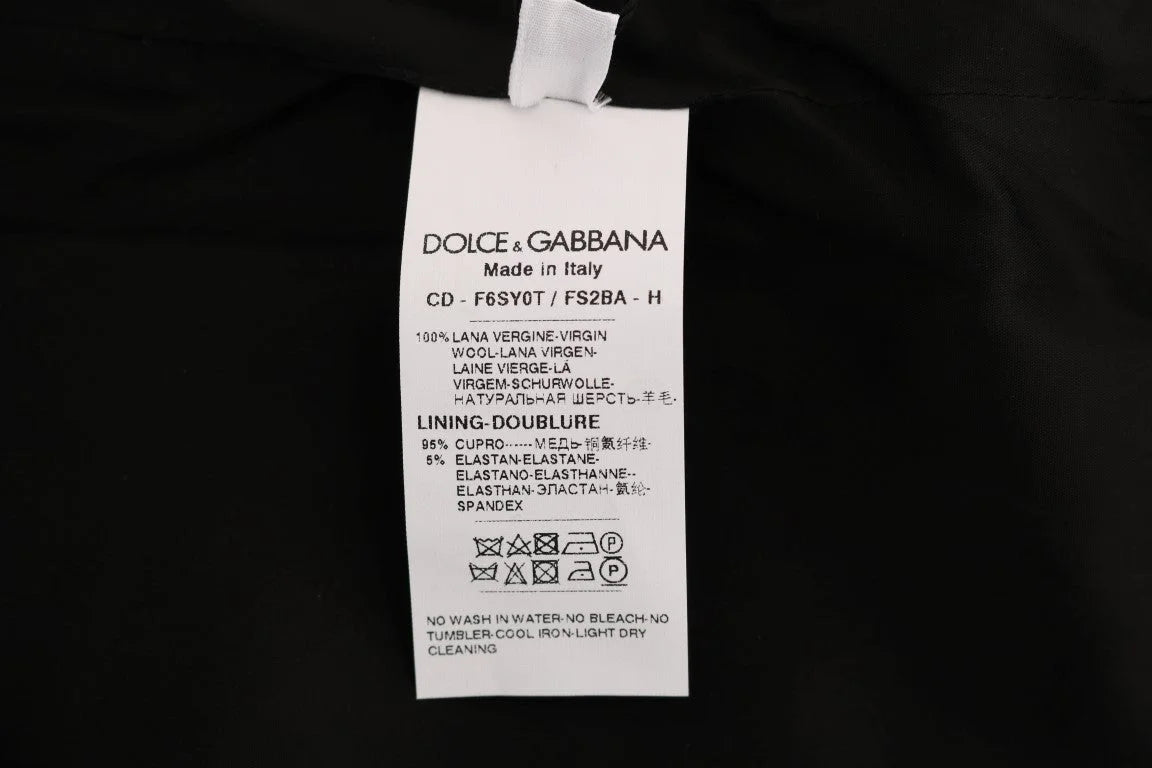 DOLCE & GABBANA
Made in Italy
CD - F6SY0T / FS2BA - H
100% LANA VERGINE-VIRGIN
WOOL-LANA VIRGEN-
LAINE VIERGE-LÃ
VIRGEM-SCHURWOLLE-
НАТУРАЛЬНАЯ ШЕРСТЬ-羊毛-
LINING-DOUBLURE
95% CUPRO------МЕДЬ-铜氨纤维-
5% ELASTAN-ELASTANE-
ELASTANO-ELASTHANNE--
ELASTHAN-ЭЛАСТАН-氨纶-
SPANDEX
P
P
NO WASH IN WATER-NO BLEACH-NO
TUMBLER-COOL IRON-LIGHT DRY
CLEANING